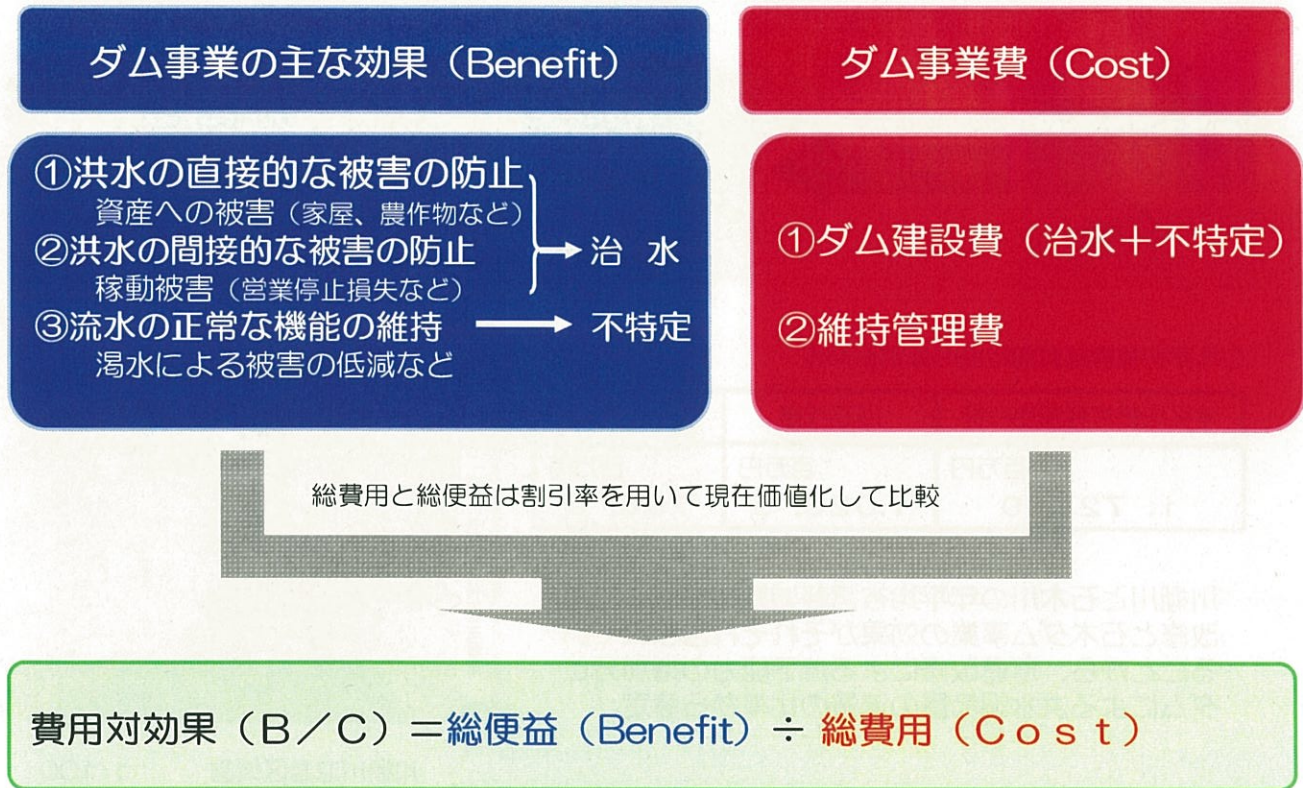 ダム事業の主な効果（Benefit）
ダム事業費（Cost）
①洪水の直接的な被害の防止
資産への被害（家屋、農作物など）
②洪水の間接的な被害の防止
治 水
稼動被害（営業停止損失など）
③流水の正常な機能の維持
不特定
渇水による被害の低減など
①ダム建設費（治水＋不特定）
②維持管理費
総費用と総便益は割引率を用いて現在価値化して比較
費用対効果（Ｂ／Ｃ）＝総便益（Benefit）÷ 総費用（Ｃｏｓｔ）